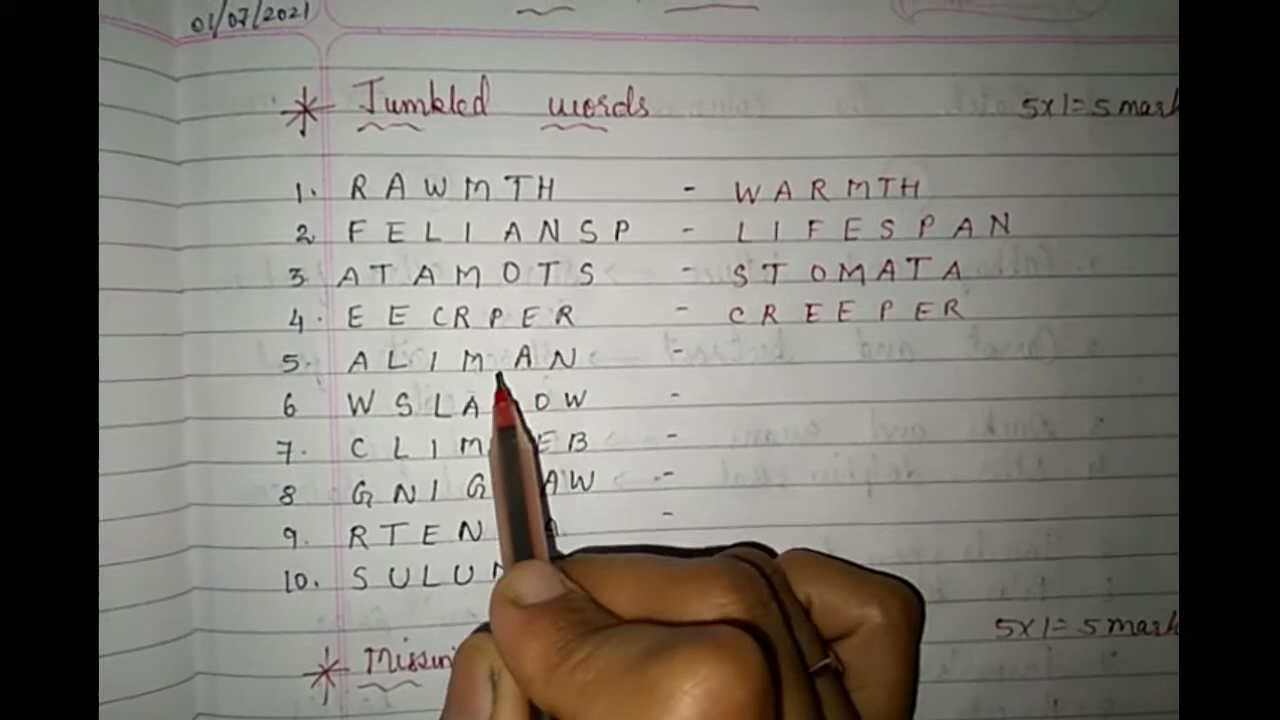 01/07/2021
* Jumbled words 5x1=5 mark
1. RAWMTH - WARMTH
2 FELIANSP - LIFESPAN
3 ATAMOTS - STOMATA
4. EECRPER - CREEPER
5. ALIMAN -
6 WSLA OW -
7. CLIM EB -
8 GNIG AW -
9. RTEN -
10. SULU
5x1=5 mark
*